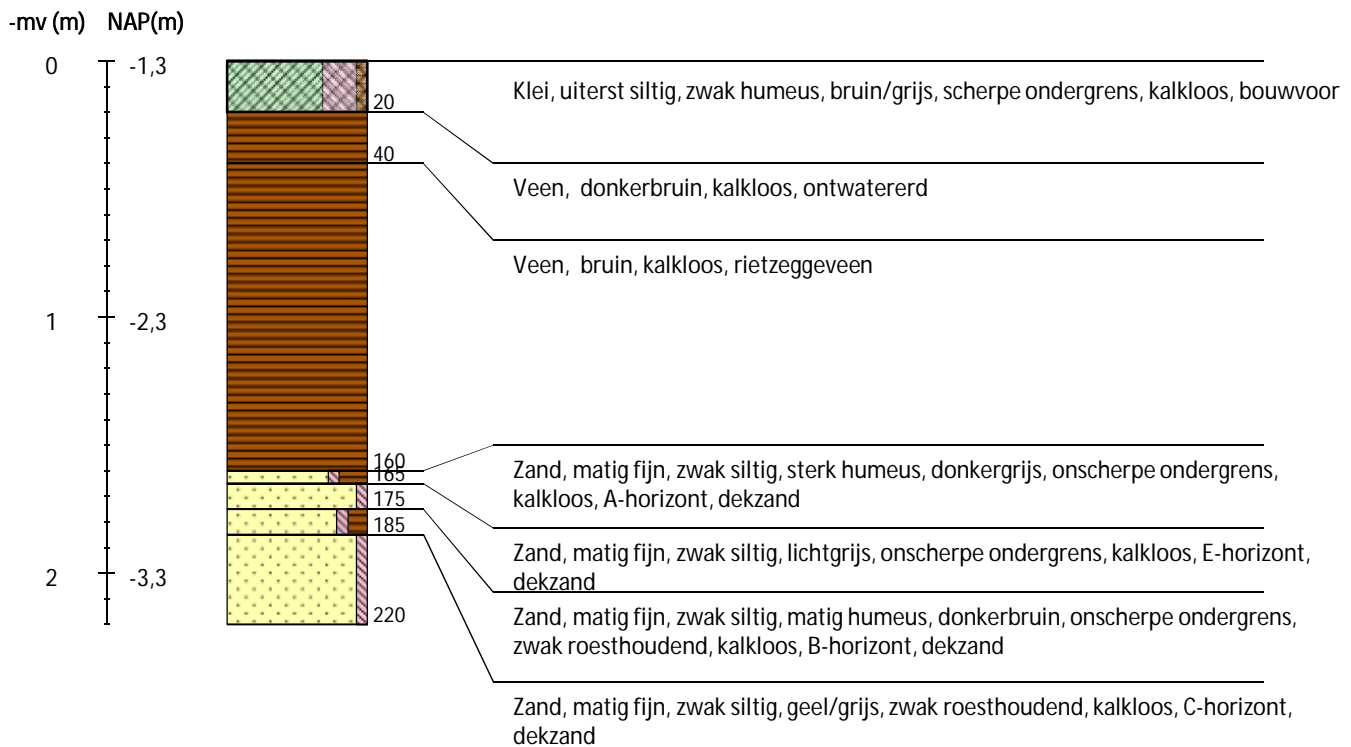 -mv (m) NAP(m)
0 -1,3
Klei, uiterst siltig, zwak humeus, bruin/grijs, scherpe ondergrens, kalkloos, bouwvoor
20
40
Veen, donkerbruin, kalkloos, ontwatererd
Veen, bruin, kalkloos, rietzeggeveen
1 -2,3
160
165
Zand, matig fijn, zwak siltig, sterk humeus, donkergrijs, onscherpe ondergrens,
kalkloos, A-horizont, dekzand
175
185
Zand, matig fijn, zwak siltig, lichtgrijs, onscherpe ondergrens, kalkloos, E-horizont,
dekzand
2 -3,3
220
Zand, matig fijn, zwak siltig, matig humeus, donkerbruin, onscherpe ondergrens,
zwak roesthoudend, kalkloos, B-horizont, dekzand
Zand, matig fijn, zwak siltig, geel/grijs, zwak roesthoudend, kalkloos, C-horizont,
dekzand